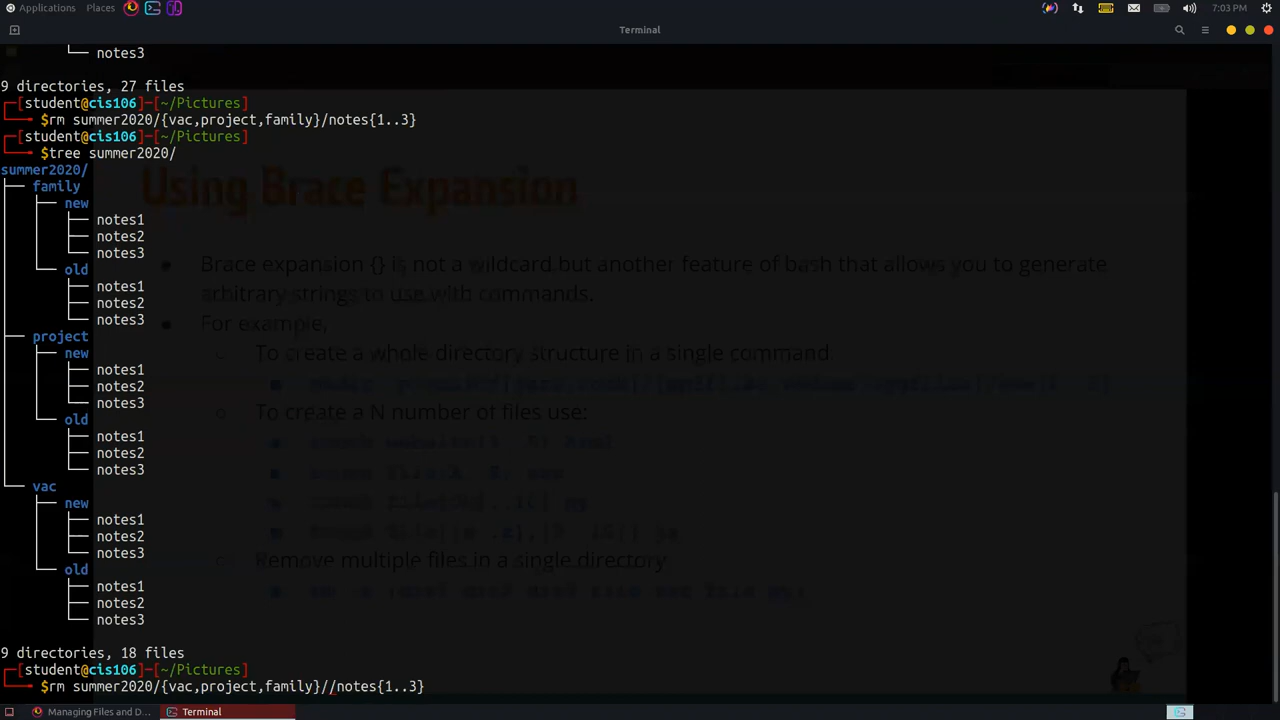 Applications Places 7:03 PM
Terminal
└── notes3
9 directories, 27 files
┌─[student@cis106]─[~/Pictures]
└──╼ $rm summer2020/{vac,project,family}/notes{1..3}
┌─[student@cis106]─[~/Pictures]
└──╼ $tree summer2020/
summer2020/
├── family
│   ├── new
│   │   ├── notes1
│   │   ├── notes2
│   │   └── notes3
│   └── old
│       ├── notes1
│       ├── notes2
│       └── notes3
├── project
│   ├── new
│   │   ├── notes1
│   │   ├── notes2
│   │   └── notes3
│   └── old
│       ├── notes1
│       ├── notes2
│       └── notes3
└── vac
    ├── new
    │   ├── notes1
    │   ├── notes2
    │   └── notes3
    └── old
        ├── notes1
        ├── notes2
        └── notes3
9 directories, 18 files
┌─[student@cis106]─[~/Pictures]
└──╼ $rm summer2020/{vac,project,family}//notes{1..3}
Using Brace Expansion
Brace expansion {} is not a wildcard but another feature of bash that allows you to generate
arbitrary strings to use with commands.
For example,
To create a whole directory structure in a single command
To create a N number of files use:
Remove multiple files in a single directory
Managing Files and D... Terminal